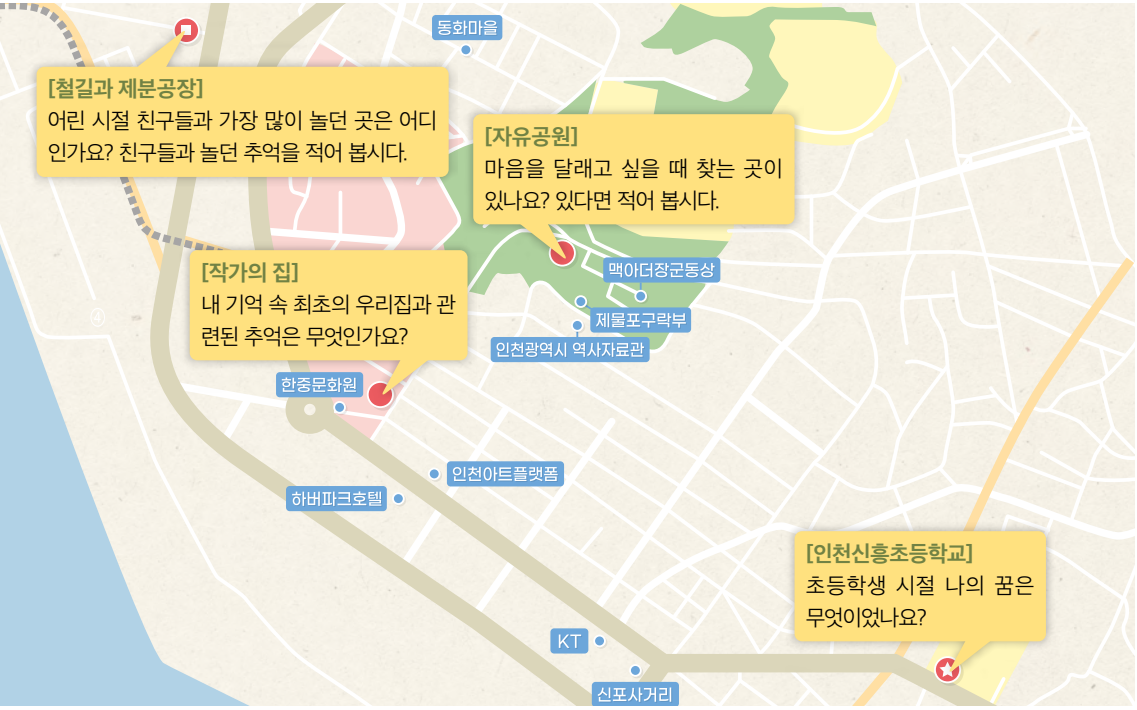 동화마을
[철길과 제분공장]
어린 시절 친구들과 가장 많이 놀던 곳은 어디
인가요? 친구들과 놀던 추억을 적어 봅시다.
[자유공원]
마음을 달래고 싶을 때 찾는 곳이
있나요? 있다면 적어 봅시다.
[작가의 집]
내 기억 속 최초의 우리집과 관
련된 추억은 무엇인가요?
맥아더장군동상
제물포구락부
인천광역시 역사자료관
④
한중문화원
인천아트플랫폼
하버파크호텔
[인천신흥초등학교]
초등학생 시절 나의 꿈은
무엇이었나요?
KT
신포사거리